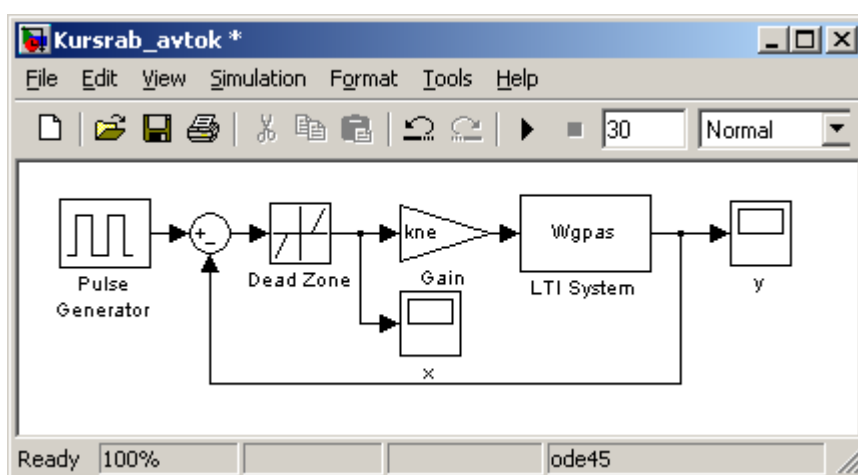 Kursrab_avtok *
File Edit View Simulation Format Tools Help
30 Normal
kne
Wgpas
Pulse
Generator
Dead Zone
Gain
LTI System
y
x
Ready 100% ode45